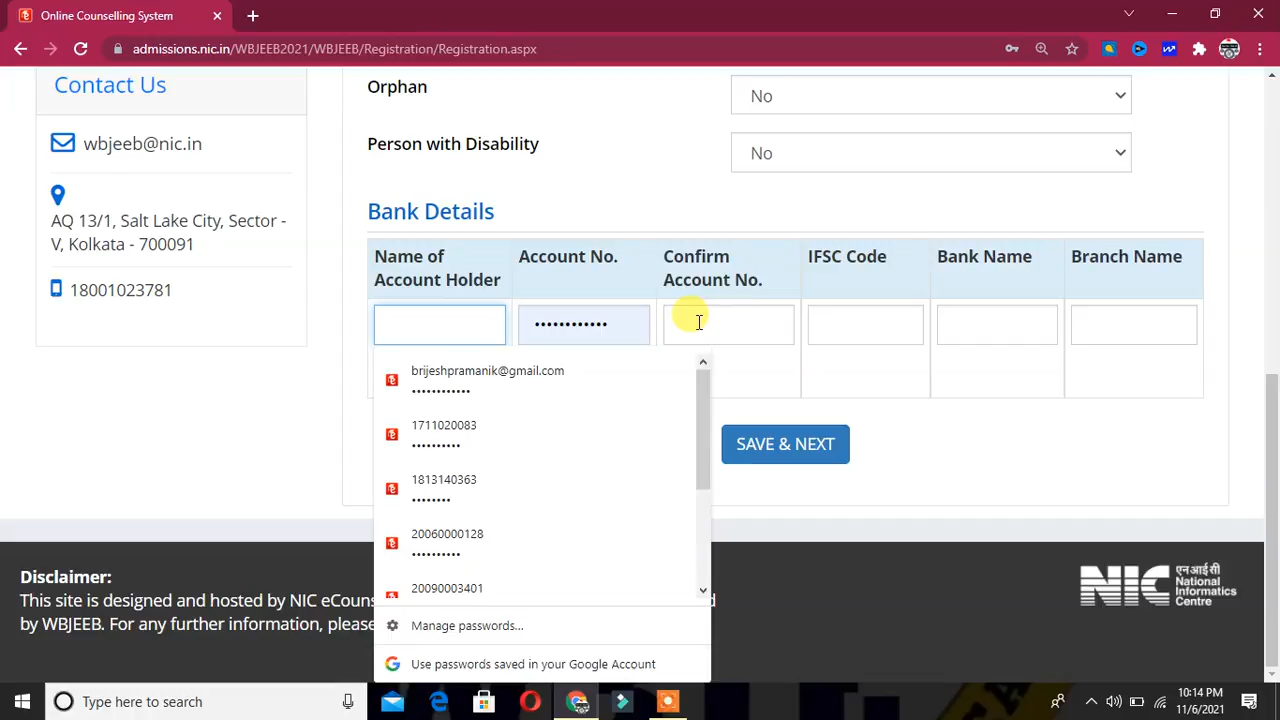 Online Counselling System
admissions.nic.in/WBJEEB2021/WBJEEB/Registration/Registration.aspx
Contact Us
wbjeeb@nic.in
AQ 13/1, Salt Lake City, Sector -
V, Kolkata - 700091
18001023781
Orphan
No
Person with Disability
No
Bank Details
Name of
Account Holder
Account No.
Confirm
Account No.
IFSC Code
Bank Name
Branch Name
••••••••••••
brijeshpramanik@gmail.com
••••••••••••
1711020083
••••••••••
1813140363
••••••••
20060000128
••••••••••
20090003401
Manage passwords...
Use passwords saved in your Google Account
SAVE & NEXT
Disclaimer:
This site is designed and hosted by NIC eCouns
by WBJEEB. For any further information, please
NIC
एन आई सी
National
Informatics
Centre
Type here to search
10:14 PM
11/6/2021